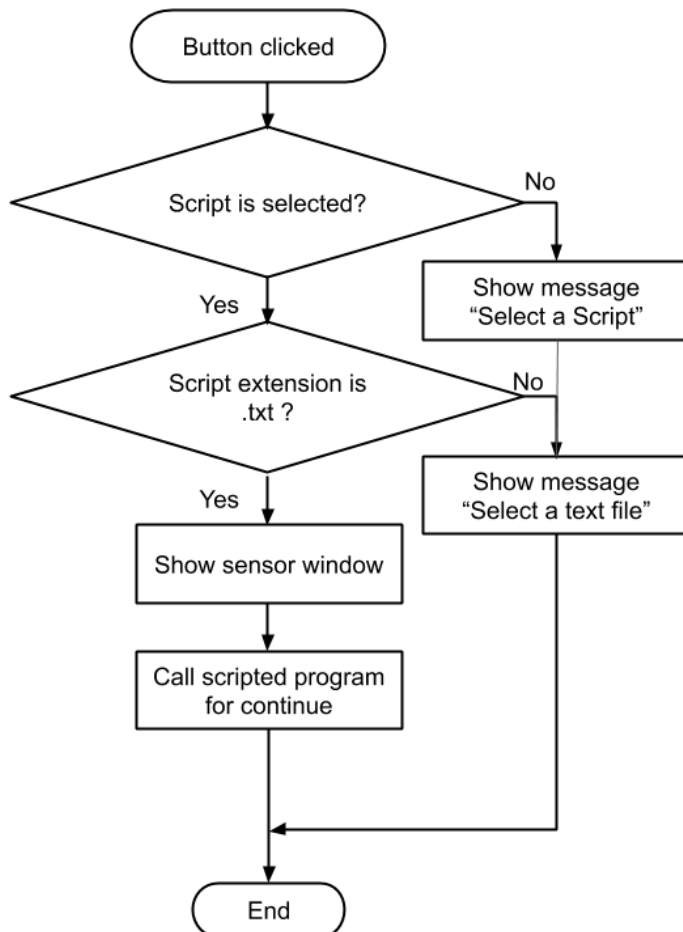 Button clicked
Script is selected?
No
Show message
“Select a Script”
Yes
Script extension is
.txt ?
No
Show message
“Select a text file”
Yes
Show sensor window
Call scripted program
for continue
End